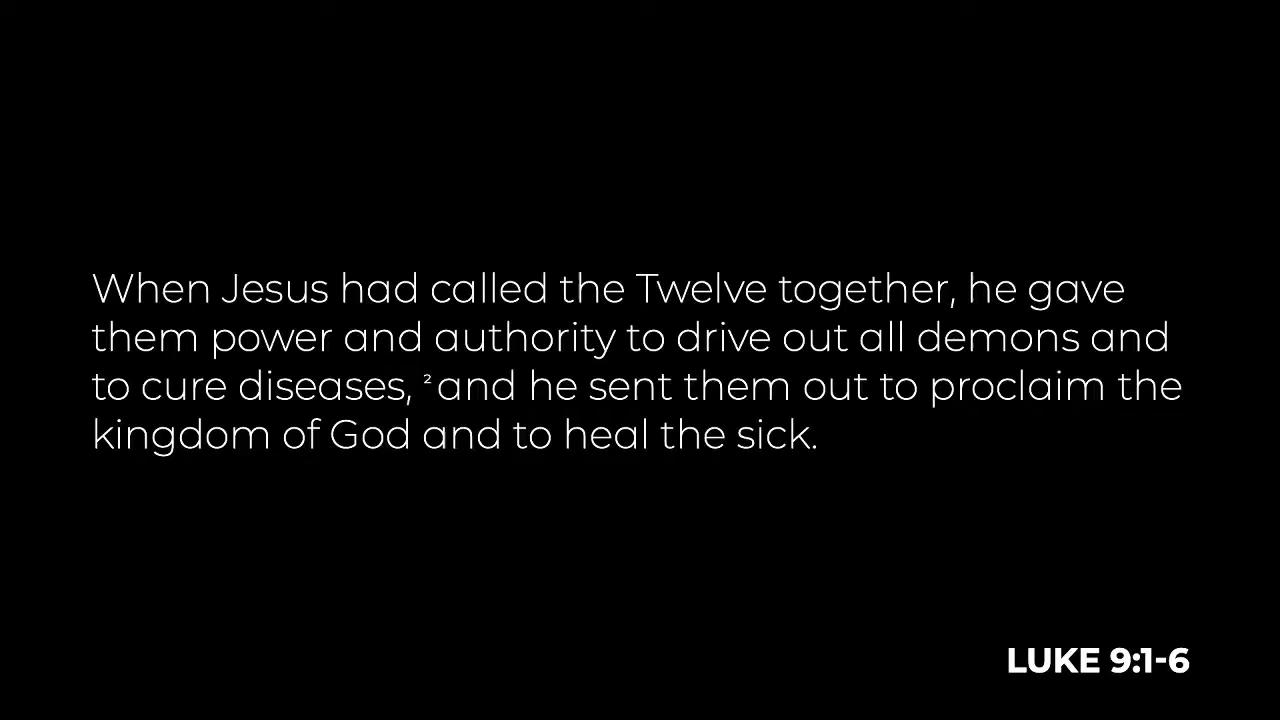 When Jesus had called the Twelve together, he gave
them power and authority to drive out all demons and
to cure diseases, ² and he sent them out to proclaim the
kingdom of God and to heal the sick.
LUKE 9:1-6